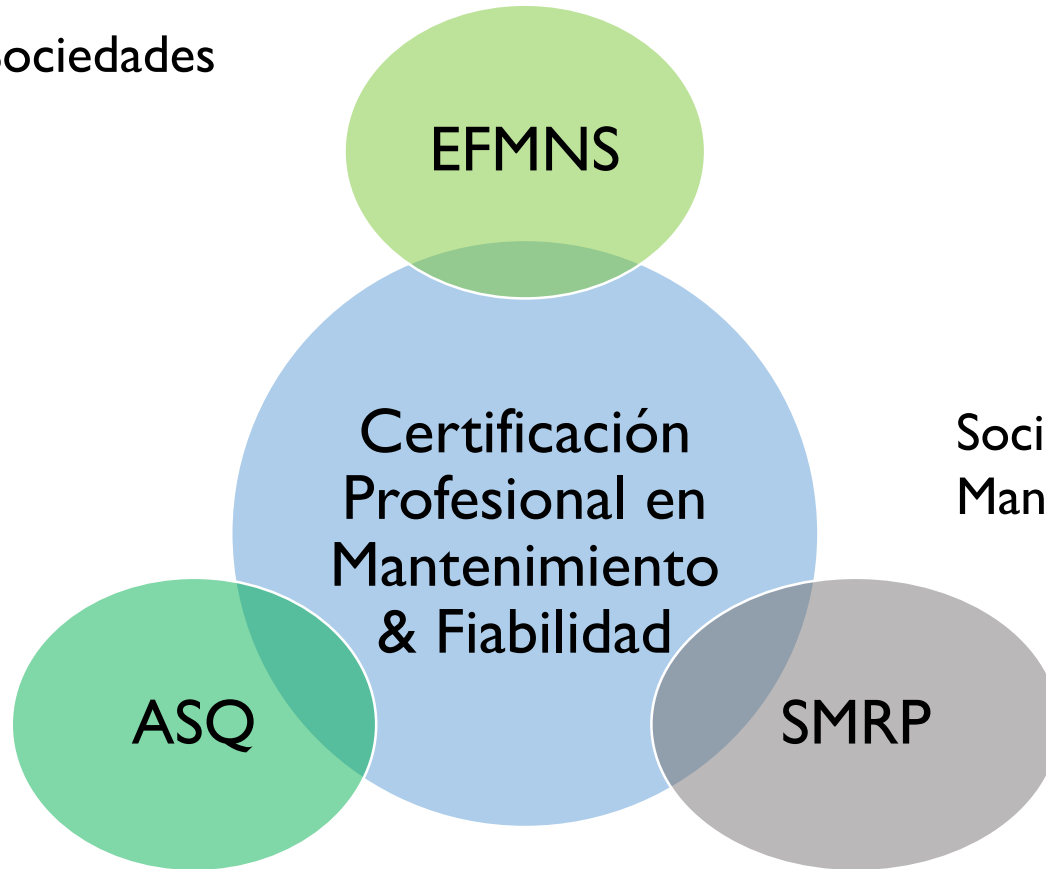 ociedades
EFMNS
Certificación
Profesional en
Mantenimiento
& Fiabilidad
Soci
Man
ASQ
SMRP